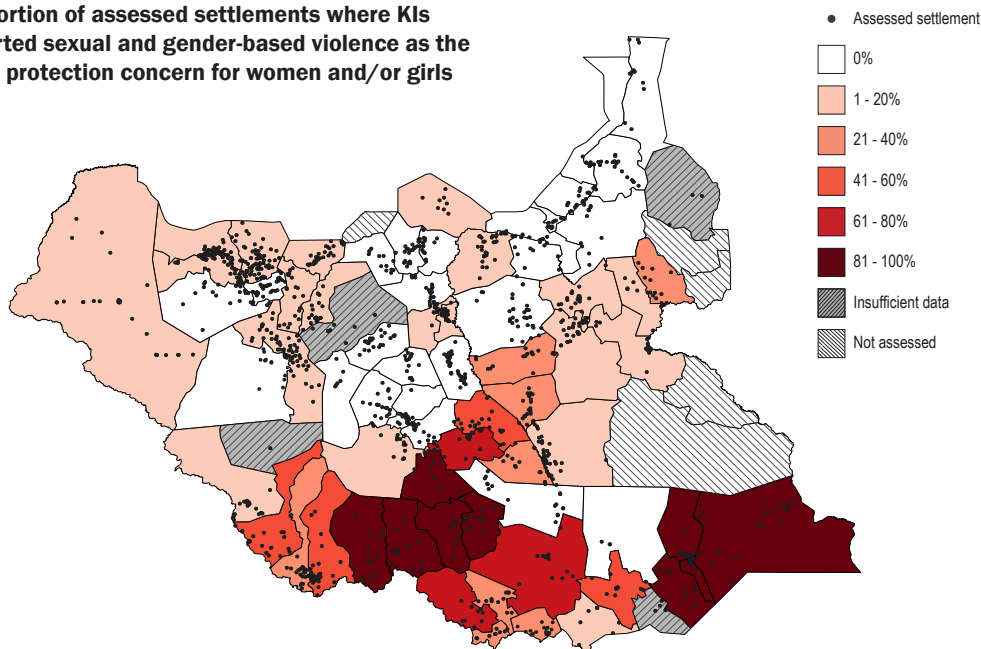 ortion of assessed settlements where KIs
rted sexual and gender-based violence as the
protection concern for women and/or girls
Assessed settlement
0%
1 - 20%
21 - 40%
41 - 60%
61 - 80%
81 - 100%
Insufficient data
Not assessed